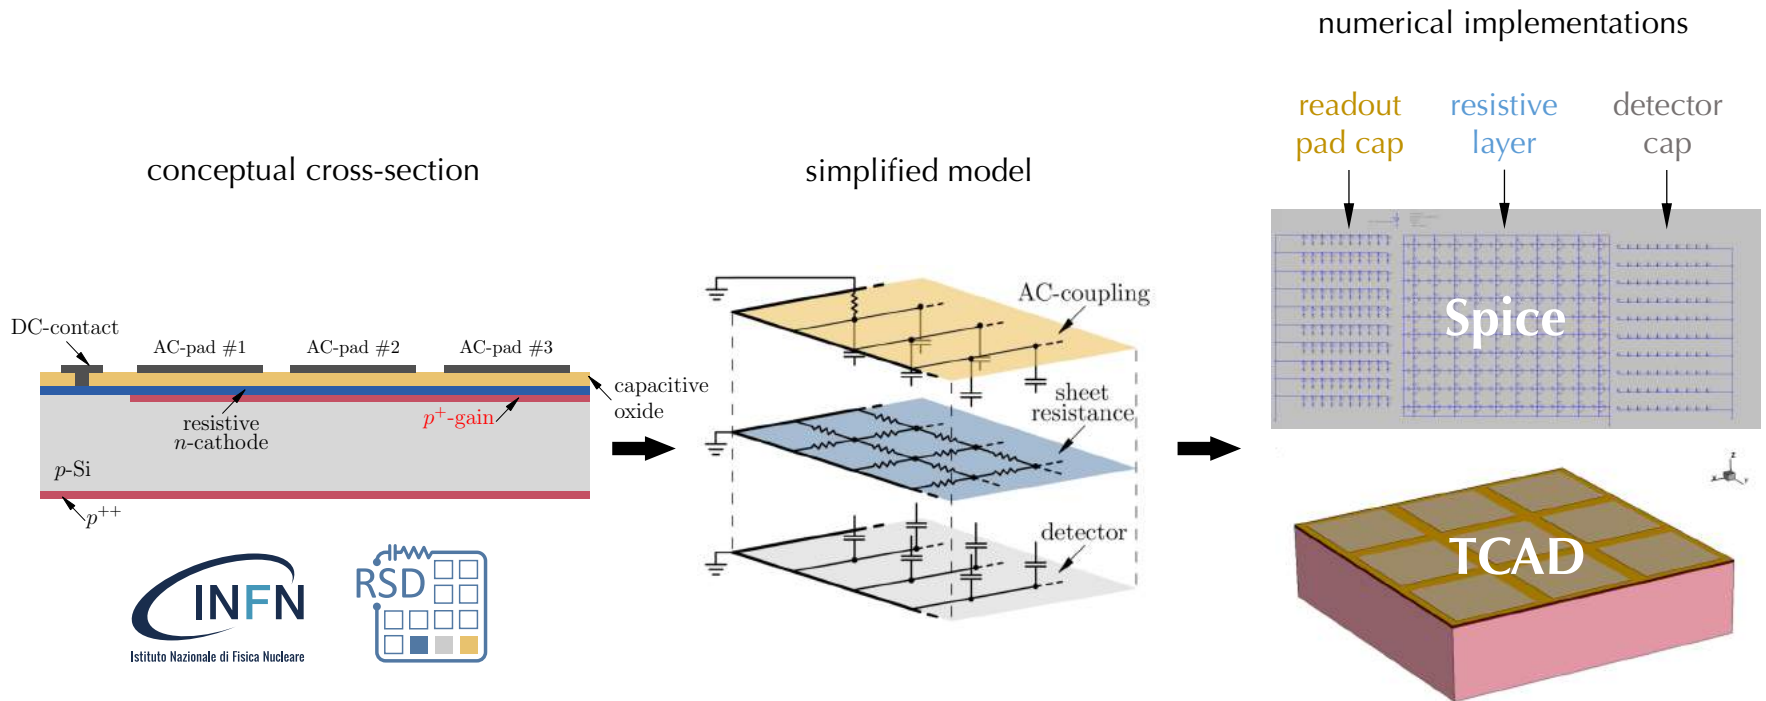 numerical implementations
readout
pad cap
resistive
layer
detector
cap
conceptual cross-section
simplified model
DC-contact
AC-pad #1
AC-pad #2
AC-pad #3
capacitive
oxide
resistive
n-cathode
p⁺-gain
p-Si
p⁺⁺
AC-coupling
sheet
resistance
detector
Spice
TCAD
z
x
Y
INFN
Istituto Nazionale di Fisica Nucleare
RSD